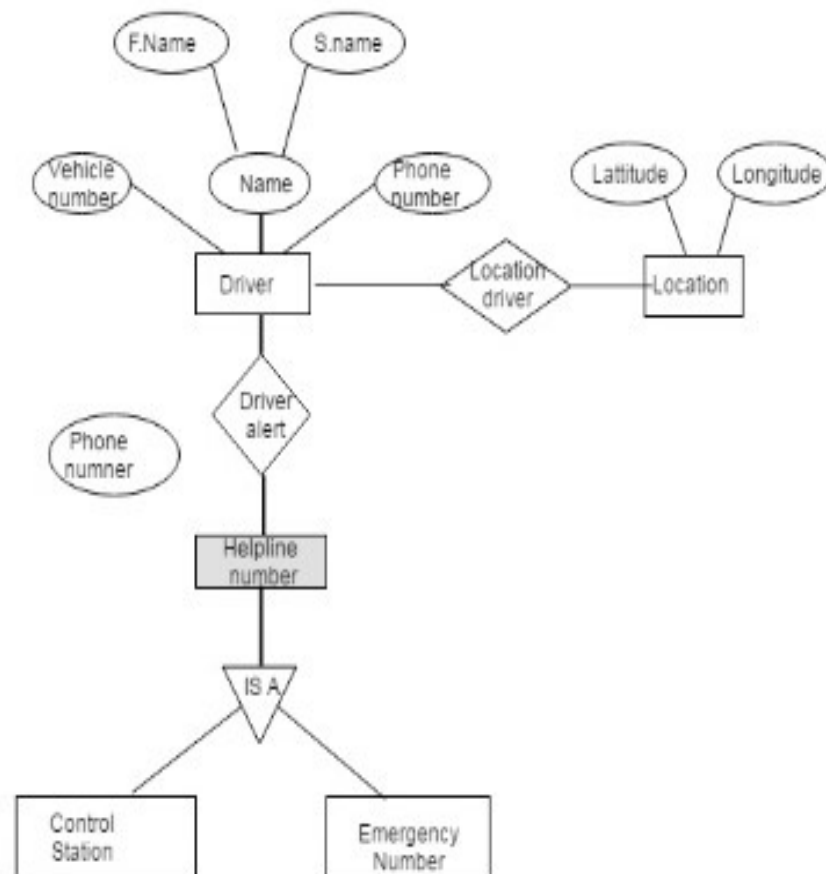 F.Name
S.name
Vehicle
number
Name
Phone
number
Lattitude
Longitude
Driver
Location
driver
Location
Driver
alert
Phone
numner
Helpline
number
IS A
Control
Station
Emergency
Number